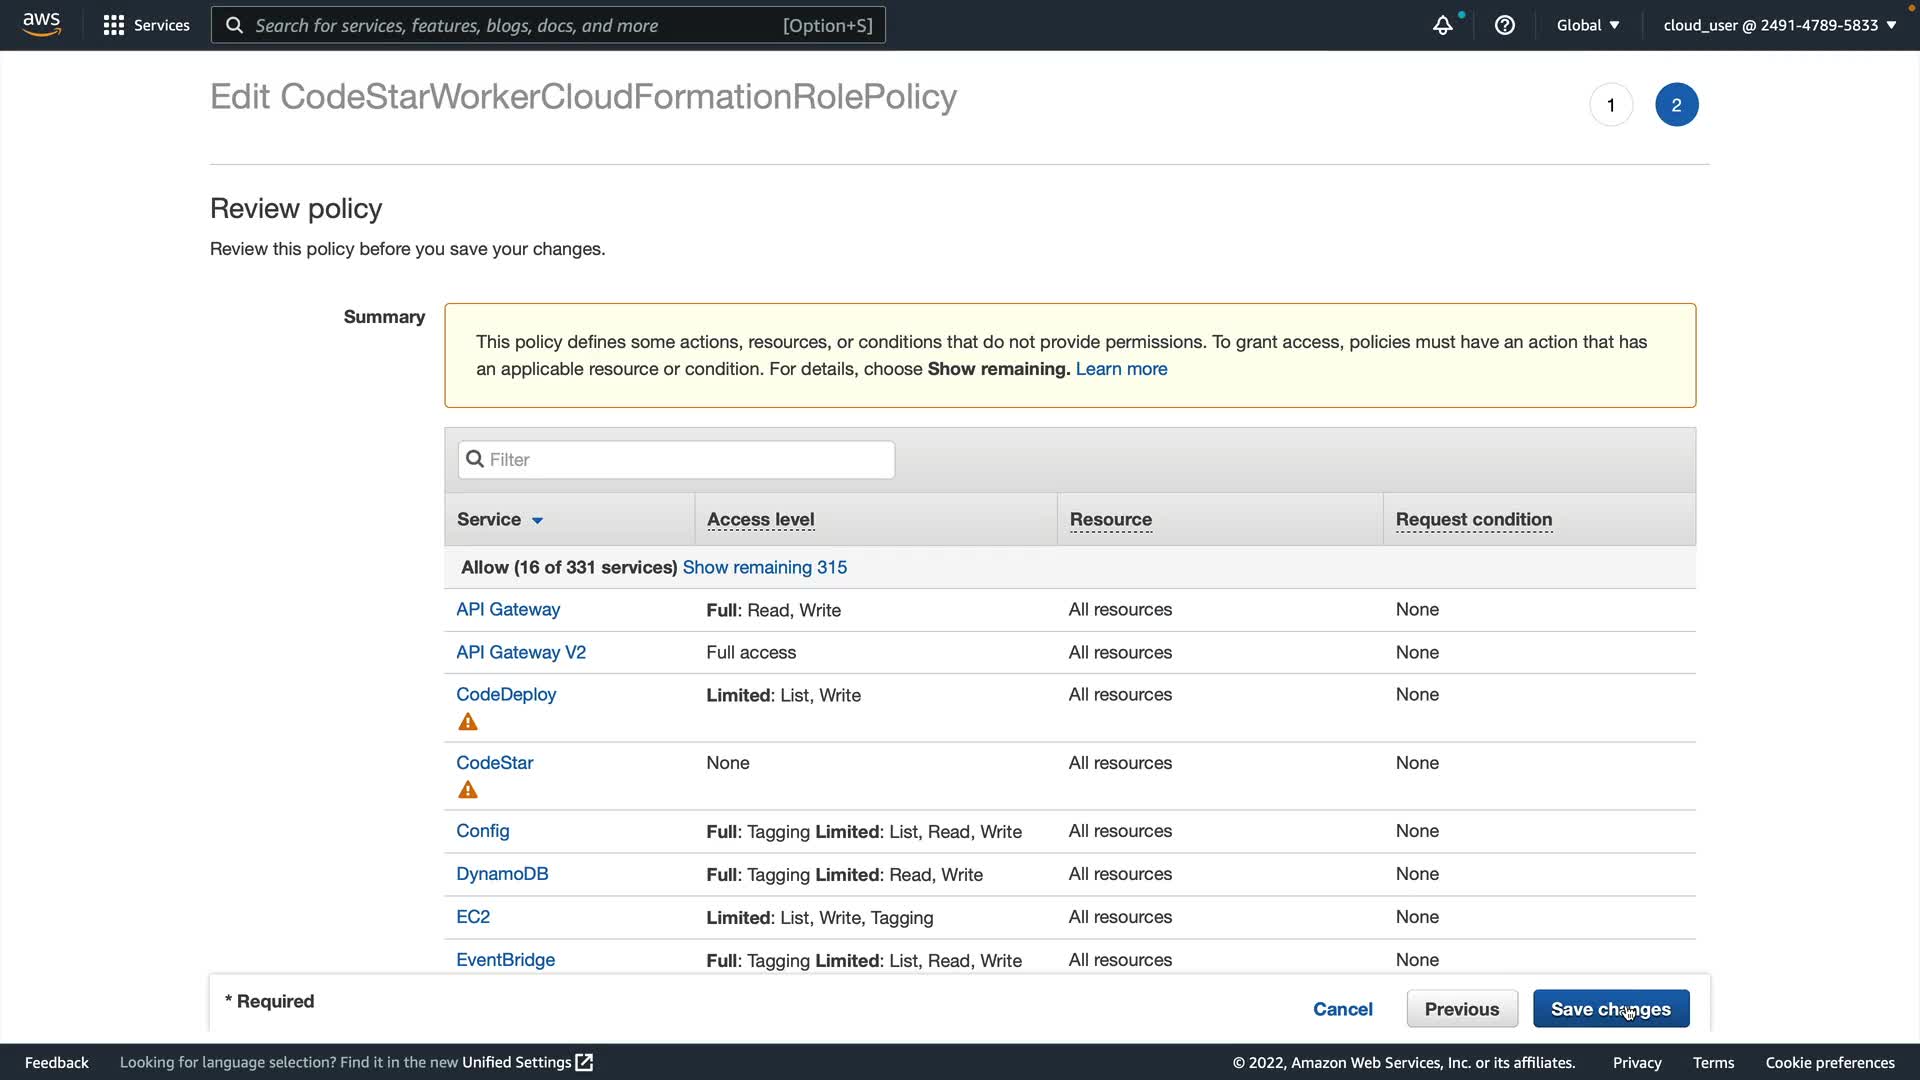 aws Services Search for services, features, blogs, docs, and more [Option+S] Global ▼ cloud_user @ 2491-4789-5833 ▼
Edit CodeStarWorkerCloudFormationRolePolicy 1 2
Review policy
Review this policy before you save your changes.
Summary
This policy defines some actions, resources, or conditions that do not provide permissions. To grant access, policies must have an action that has
an applicable resource or condition. For details, choose Show remaining. Learn more
Filter
Service Access level Resource Request condition
Allow (16 of 331 services) Show remaining 315
API Gateway Full: Read, Write All resources None
API Gateway V2 Full access All resources None
CodeDeploy Limited: List, Write All resources None
CodeStar None All resources None
Config Full: Tagging Limited: List, Read, Write All resources None
DynamoDB Full: Tagging Limited: Read, Write All resources None
EC2 Limited: List, Write, Tagging All resources None
EventBridge Full: Tagging Limited: List, Read, Write All resources None
* Required Cancel Previous Save changes
Feedback Looking for language selection? Find it in the new Unified Settings © 2022, Amazon Web Services, Inc. or its affiliates. Privacy Terms Cookie preferences